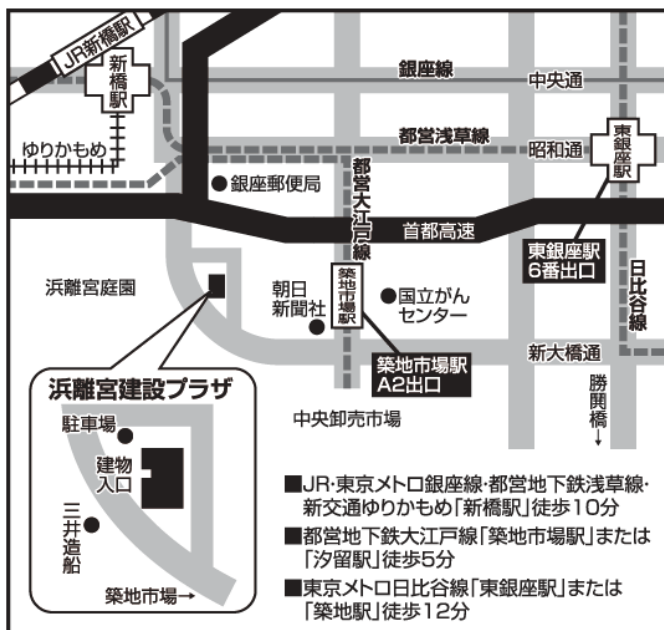 JR新橋駅
新橋駅
ゆりかもめ
銀座線
中央通
都営浅草線
昭和通
東銀座駅
銀座郵便局
都営大江戸線
首都高速
東銀座駅
6番出口
日比谷線
浜離宮庭園
朝日
新聞社
築地市場駅
国立がん
センター
新大橋通
築地市場駅
A2出口
勝鬨橋→
中央卸売市場
浜離宮建設プラザ
駐車場
建物
入口
三井造船
築地市場→
■JR・東京メトロ銀座線・都営地下鉄浅草線・
新交通ゆりかもめ「新橋駅」徒歩10分
■都営地下鉄大江戸線「築地市場駅」または
「汐留駅」徒歩5分
■東京メトロ日比谷線「東銀座駅」または
「築地駅」徒歩12分